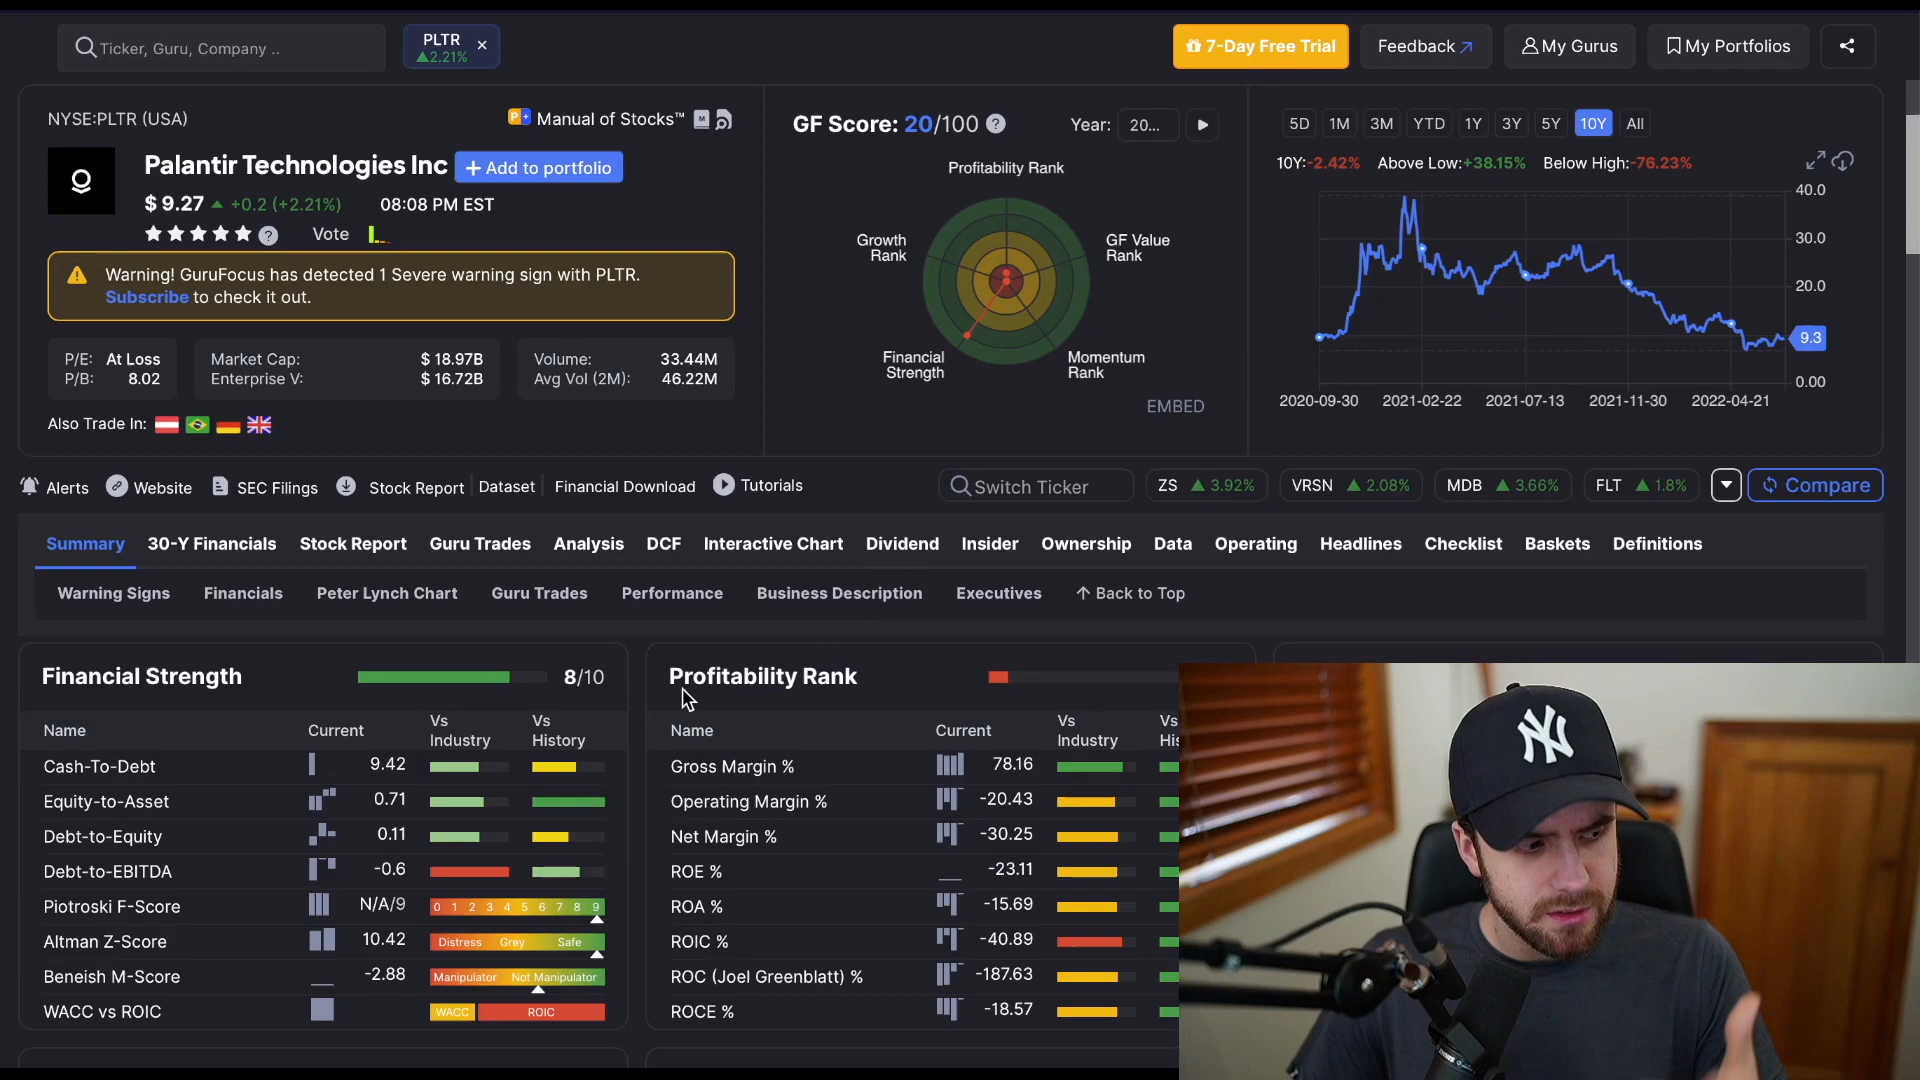 Ticker, Guru, Company ..
PLTR
2.21%
7-Day Free Trial
Feedback
My Gurus
My Portfolios
NYSE:PLTR (USA)
Manual of Stocks™
Palantir Technologies Inc
Add to portfolio
$ 9.27 +0.2 (+2.21%) 08:08 PM EST
Vote
Warning! GuruFocus has detected 1 Severe warning sign with PLTR.
Subscribe to check it out.
P/E: At Loss
P/B: 8.02
Market Cap: $ 18.97B
Enterprise V: $ 16.72B
Volume: 33.44M
Avg Vol (2M): 46.22M
Also Trade In:
GF Score: 20/100
Year: 20...
Profitability Rank
Growth Rank
GF Value Rank
Financial Strength
Momentum Rank
EMBED
5D 1M 3M YTD 1Y 3Y 5Y 10Y All
10Y:-2.42% Above Low:+38.15% Below High:-76.23%
40.0
30.0
20.0
9.3
0.00
2020-09-30 2021-02-22 2021-07-13 2021-11-30 2022-04-21
Alerts Website SEC Filings Stock Report Dataset Financial Download Tutorials
Switch Ticker
ZS 3.92%
VRSN 2.08%
MDB 3.66%
FLT 1.8%
Compare
Summary 30-Y Financials Stock Report Guru Trades Analysis DCF Interactive Chart Dividend Insider Ownership Data Operating Headlines Checklist Baskets Definitions
Warning Signs Financials Peter Lynch Chart Guru Trades Performance Business Description Executives Back to Top
Financial Strength 8/10
Name Current Vs Industry Vs History
Cash-To-Debt 9.42
Equity-to-Asset 0.71
Debt-to-Equity 0.11
Debt-to-EBITDA -0.6
Piotroski F-Score N/A/9 0 1 2 3 4 5 6 7 8 9
Altman Z-Score 10.42 Distress Grey Safe
Beneish M-Score -2.88 Manipulator Not Manipulator
WACC vs ROIC WACC ROIC
Profitability Rank
Name Current Vs Industry Vs His
Gross Margin % 78.16
Operating Margin % -20.43
Net Margin % -30.25
ROE % -23.11
ROA % -15.69
ROIC % -40.89
ROC (Joel Greenblatt) % -187.63
ROCE % -18.57
NY